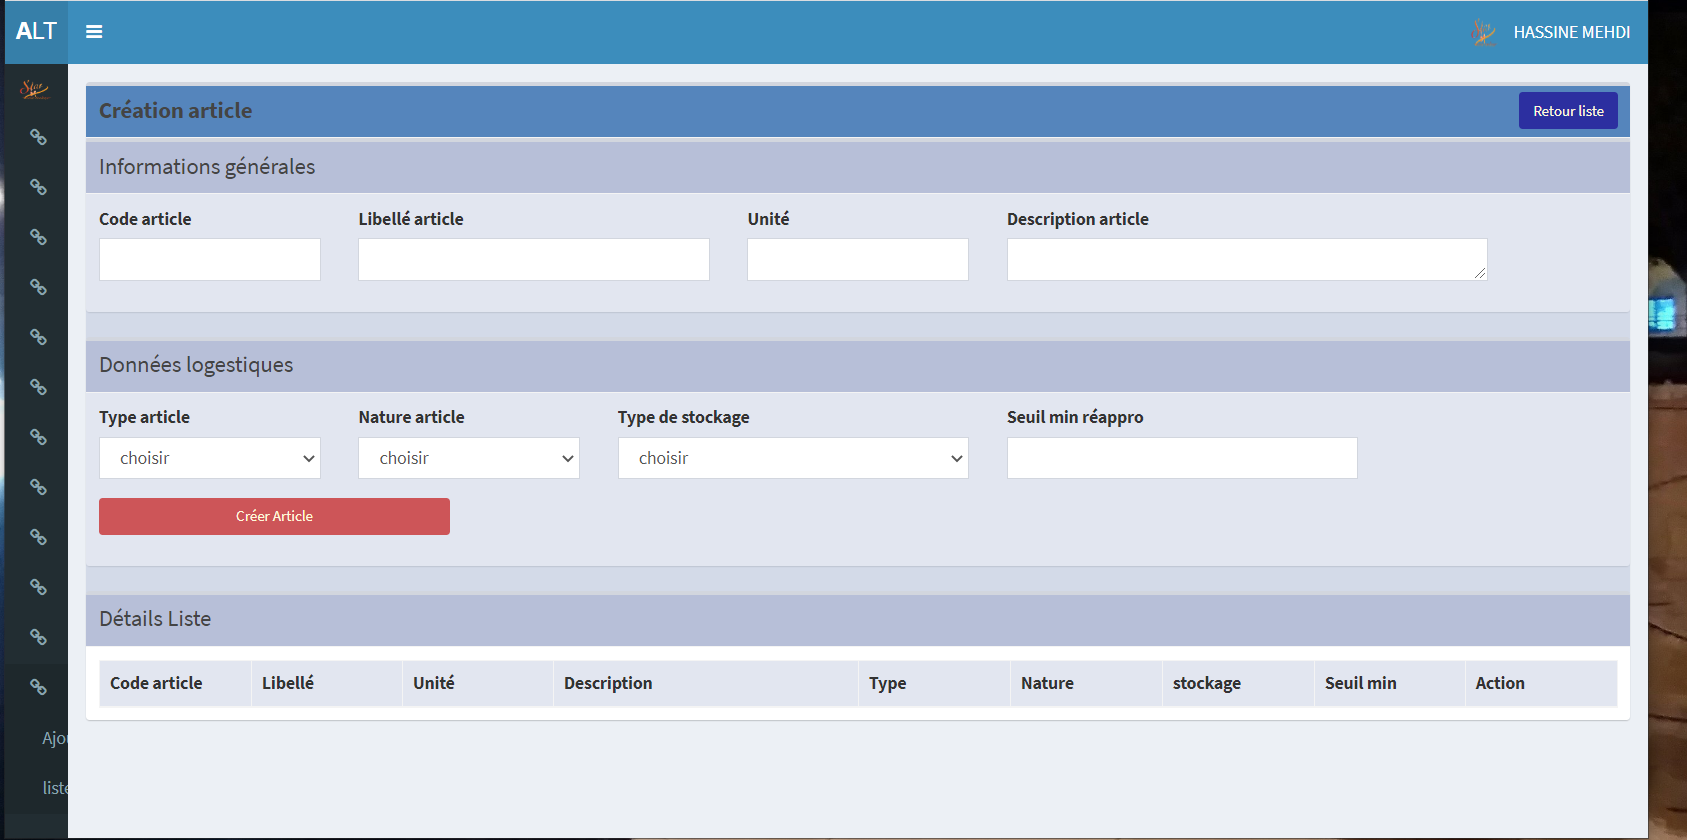 ALT
HASSINE MEHDI
Star
Création article
Retour liste
Informations générales
Code article Libellé article Unité Description article
Données logestiques
Type article Nature article Type de stockage Seuil min réappro
choisir choisir choisir
Créer Article
Détails Liste
Code article Libellé Unité Description Type Nature stockage Seuil min Action
liste